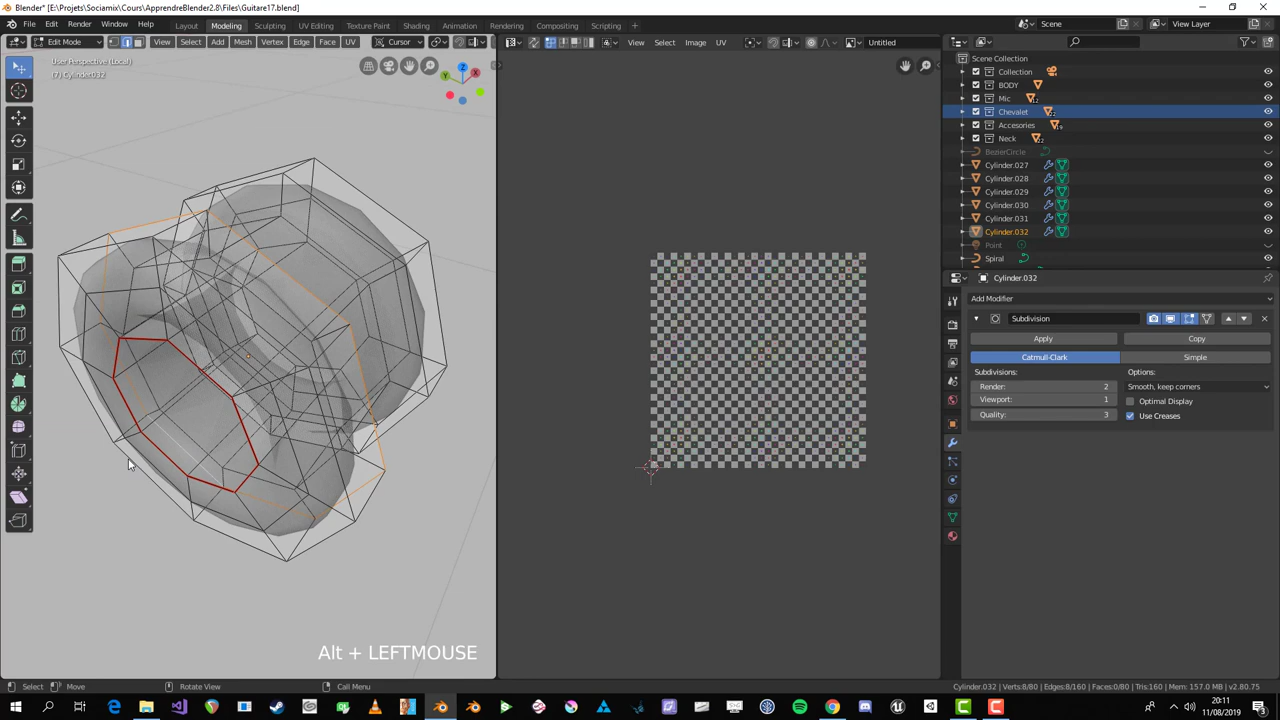 Blender* [E:\Projets\Sociamix\Cours\ApprendreBlender2.8\Files\Guitare17.blend]
File Edit Render Window Help Layout Modeling Sculpting UV Editing Texture Paint Shading Animation Rendering Compositing Scripting + Scene View Layer
Edit Mode View Select Add Mesh Vertex Edge Face UV Cursor View Select Image UV Untitled
User Perspective (Local)
(7) Cylinder.032
Scene Collection
Collection
BODY
Mic 12
Chevalet
Accesories
Neck
BezierCircle
Cylinder.027
Cylinder.028
Cylinder.029
Cylinder.030
Cylinder.031
Cylinder.032
Point
Spiral
Cylinder.032
Add Modifier
Subdivision
Apply Copy
Catmull-Clark Simple
Subdivisions: Options:
Render: 2 Smooth, keep corners
Viewport: 1 Optimal Display
Quality: 3 Use Creases
Alt + LEFTMOUSE
Select Move Rotate View Call Menu Cylinder.032 | Verts:8/80 | Edges:8/160 | Faces:0/80 | Tris:160 | Mem: 157.0 MB | v2.80.75
20:11
11/08/2019